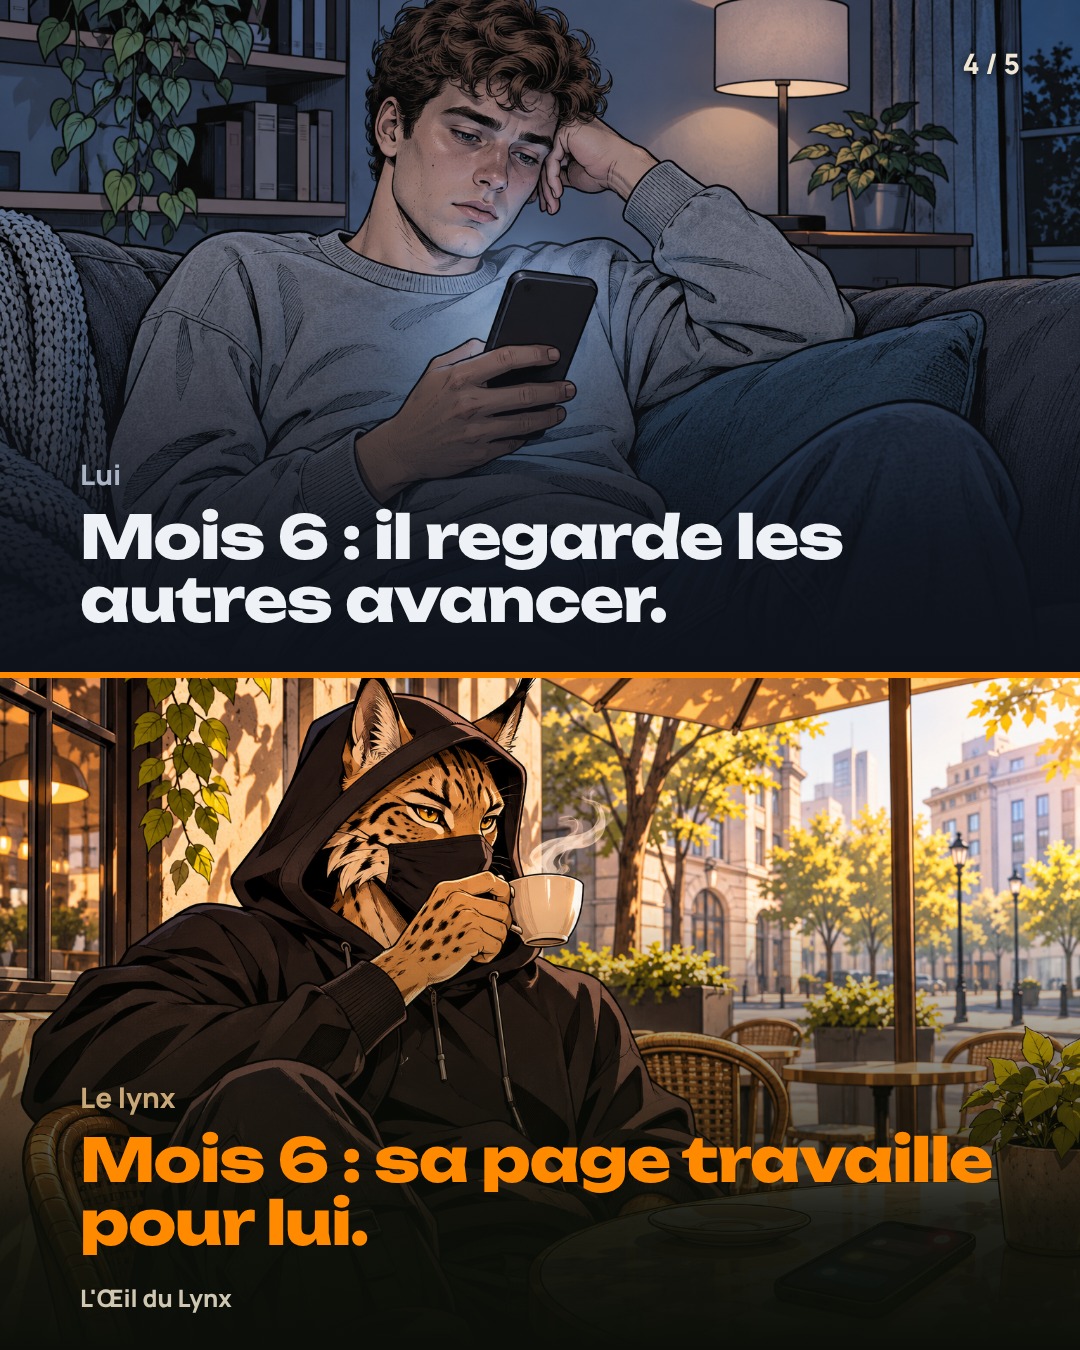 4 / 5
Lui
Mois 6 : il regarde les
autres avancer.
Le lynx
Mois 6 : sa page travaille
pour lui.
L'Œil du Lynx